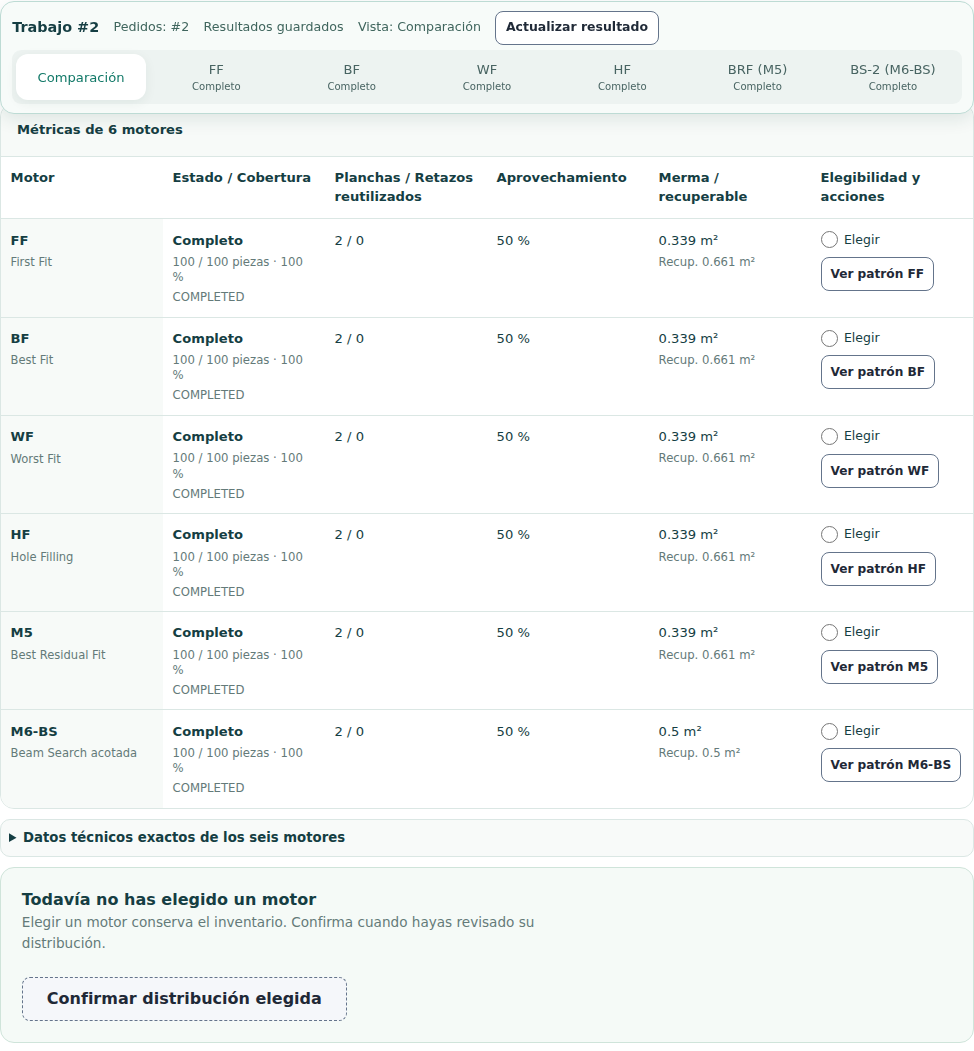 Trabajo #2 Pedidos: #2 Resultados guardados Vista: Comparación Actualizar resultado
Comparación
FF
Completo
BF
Completo
WF
Completo
HF
Completo
BRF (M5)
Completo
BS-2 (M6-BS)
Completo
Métricas de 6 motores
Motor
Estado / Cobertura
Planchas / Retazos
reutilizados
Aprovechamiento
Merma /
recuperable
Elegibilidad y
acciones
FF
First Fit
Completo
100 / 100 piezas · 100
%
COMPLETED
2 / 0
50 %
0.339 m²
Recup. 0.661 m²
Elegir
Ver patrón FF
BF
Best Fit
Completo
100 / 100 piezas · 100
%
COMPLETED
2 / 0
50 %
0.339 m²
Recup. 0.661 m²
Elegir
Ver patrón BF
WF
Worst Fit
Completo
100 / 100 piezas · 100
%
COMPLETED
2 / 0
50 %
0.339 m²
Recup. 0.661 m²
Elegir
Ver patrón WF
HF
Hole Filling
Completo
100 / 100 piezas · 100
%
COMPLETED
2 / 0
50 %
0.339 m²
Recup. 0.661 m²
Elegir
Ver patrón HF
M5
Best Residual Fit
Completo
100 / 100 piezas · 100
%
COMPLETED
2 / 0
50 %
0.339 m²
Recup. 0.661 m²
Elegir
Ver patrón M5
M6-BS
Beam Search acotada
Completo
100 / 100 piezas · 100
%
COMPLETED
2 / 0
50 %
0.5 m²
Recup. 0.5 m²
Elegir
Ver patrón M6-BS
Datos técnicos exactos de los seis motores
Todavía no has elegido un motor
Elegir un motor conserva el inventario. Confirma cuando hayas revisado su
distribución.
Confirmar distribución elegida